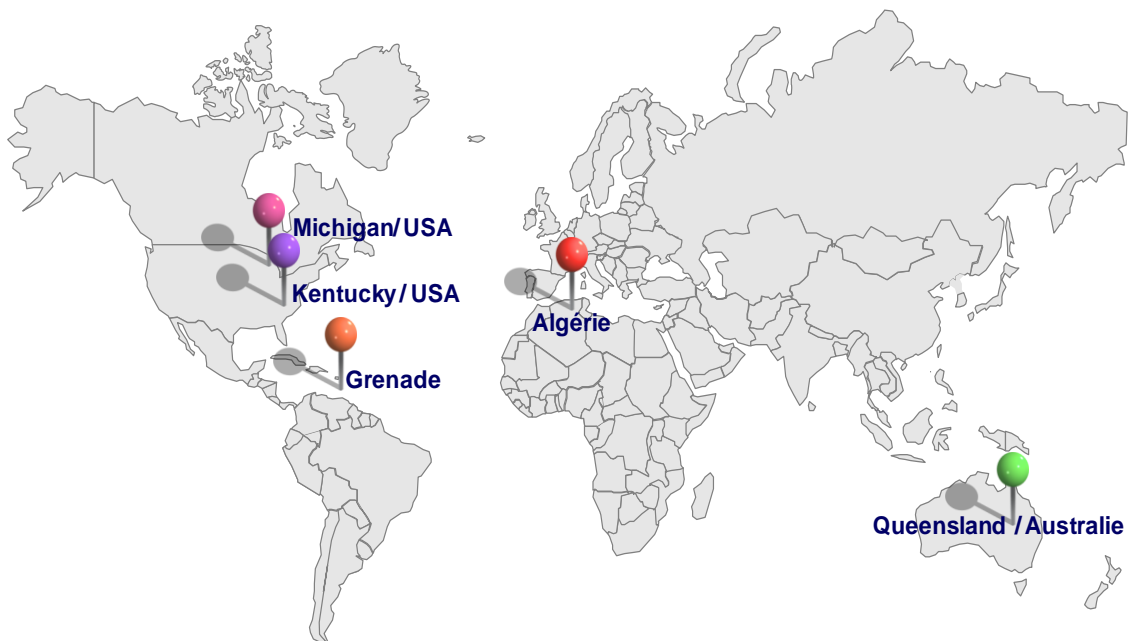 Michigan/ USA
Kentucky / USA
Algérie
Grenade
Queensland / Australie